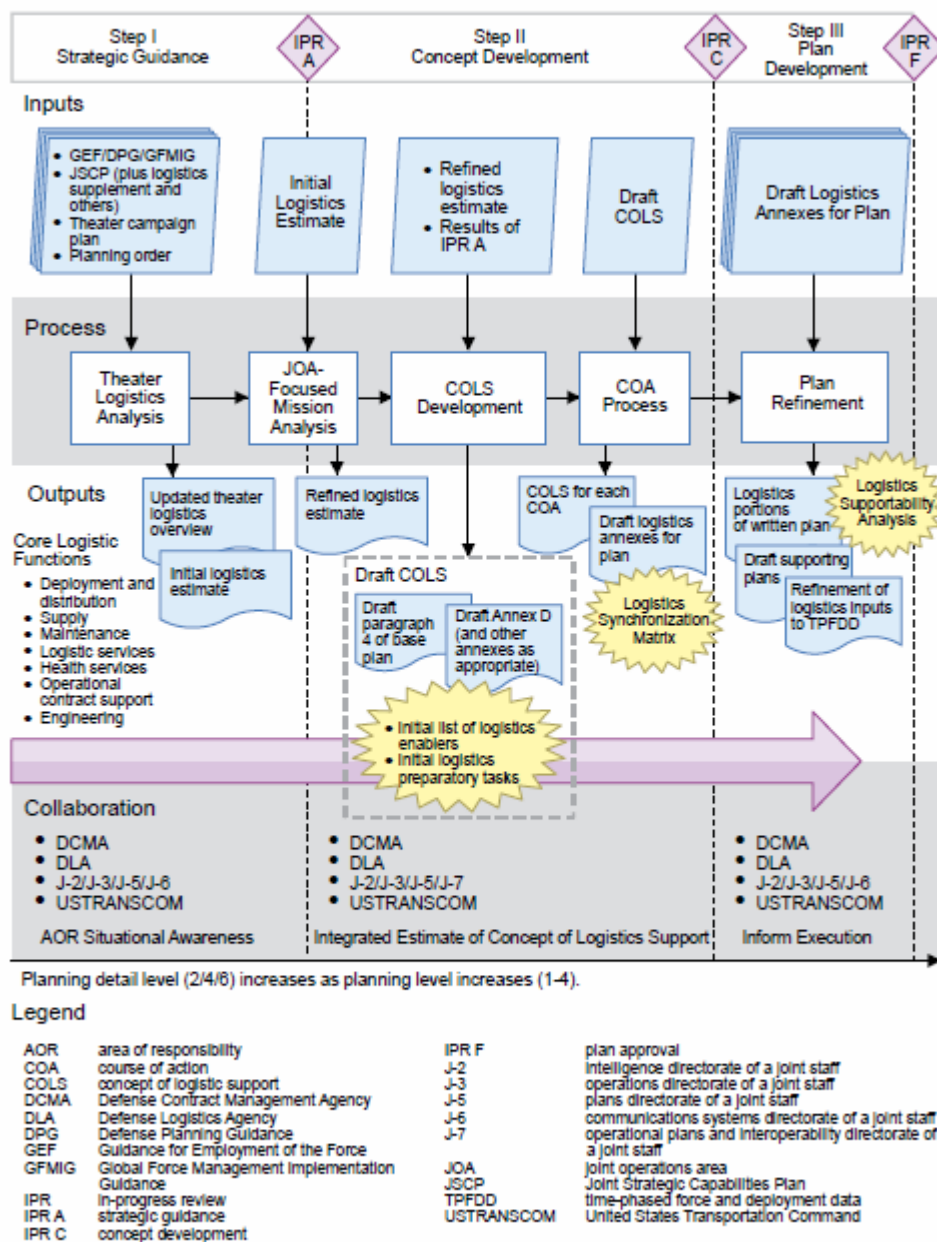 Step I
Strategic Guidance
IPR
A
Step II
Concept Development
IPR
C
Step III
Plan
Development
IPR
F
Inputs
• GEF/DPG/GFMIG
• JSCP (plus logistics
supplement and
others)
• Theater campaign
plan
• Planning order
Initial
Logistics
Estimate
• Refined
logistics
estimate
• Results of
IPR A
Draft
COLS
Draft Logistics
Annexes for Plan
Process
Theater
Logistics
Analysis
JOA-
Focused
Mission
Analysis
COLS
Development
COA
Process
Plan
Refinement
Outputs
Updated theater
logistics
overview
Initial logistics
estimate
Refined logistics
estimate
COLS for each
COA
Draft logistics
annexes for
plan
Logistics
Synchronization
Matrix
Logistics
portions
of written plan
Logistics
Supportability
Analysis
Draft supporting
plans
Refinement of
logistics inputs
to TPFDD
Core Logistic
Functions
• Deployment and
distribution
• Supply
• Maintenance
• Logistic services
• Health services
• Operational
contract support
• Engineering
Draft COLS
Draft
paragraph
4 of base
plan
Draft Annex D
(and other
annexes as
appropriate)
• Initial list of logistics
enablers
• Initial logistics
preparatory tasks
Collaboration
• DCMA
• DLA
• J-2/J-3/J-5/J-6
• USTRANSCOM
• DCMA
• DLA
• J-2/J-3/J-5/J-7
• USTRANSCOM
• DCMA
• DLA
• J-2/J-3/J-5/J-6
• USTRANSCOM
AOR Situational Awareness
Integrated Estimate of Concept of Logistics Support
Inform Execution
Planning detail level (2/4/6) increases as planning level increases (1-4).
Legend
AOR area of responsibility
COA course of action
COLS concept of logistic support
DCMA Defense Contract Management Agency
DLA Defense Logistics Agency
DPG Defense Planning Guidance
GEF Guidance for Employment of the Force
GFMIG Global Force Management Implementation
Guidance
IPR in-progress review
IPR A strategic guidance
IPR C concept development
IPR F plan approval
J-2 intelligence directorate of a joint staff
J-3 operations directorate of a joint staff
J-5 plans directorate of a joint staff
J-6 communications systems directorate of a joint staff
J-7 operational plans and interoperability directorate of
a joint staff
JOA joint operations area
JSCP Joint Strategic Capabilities Plan
TPFDD time-phased force and deployment data
USTRANSCOM United States Transportation Command